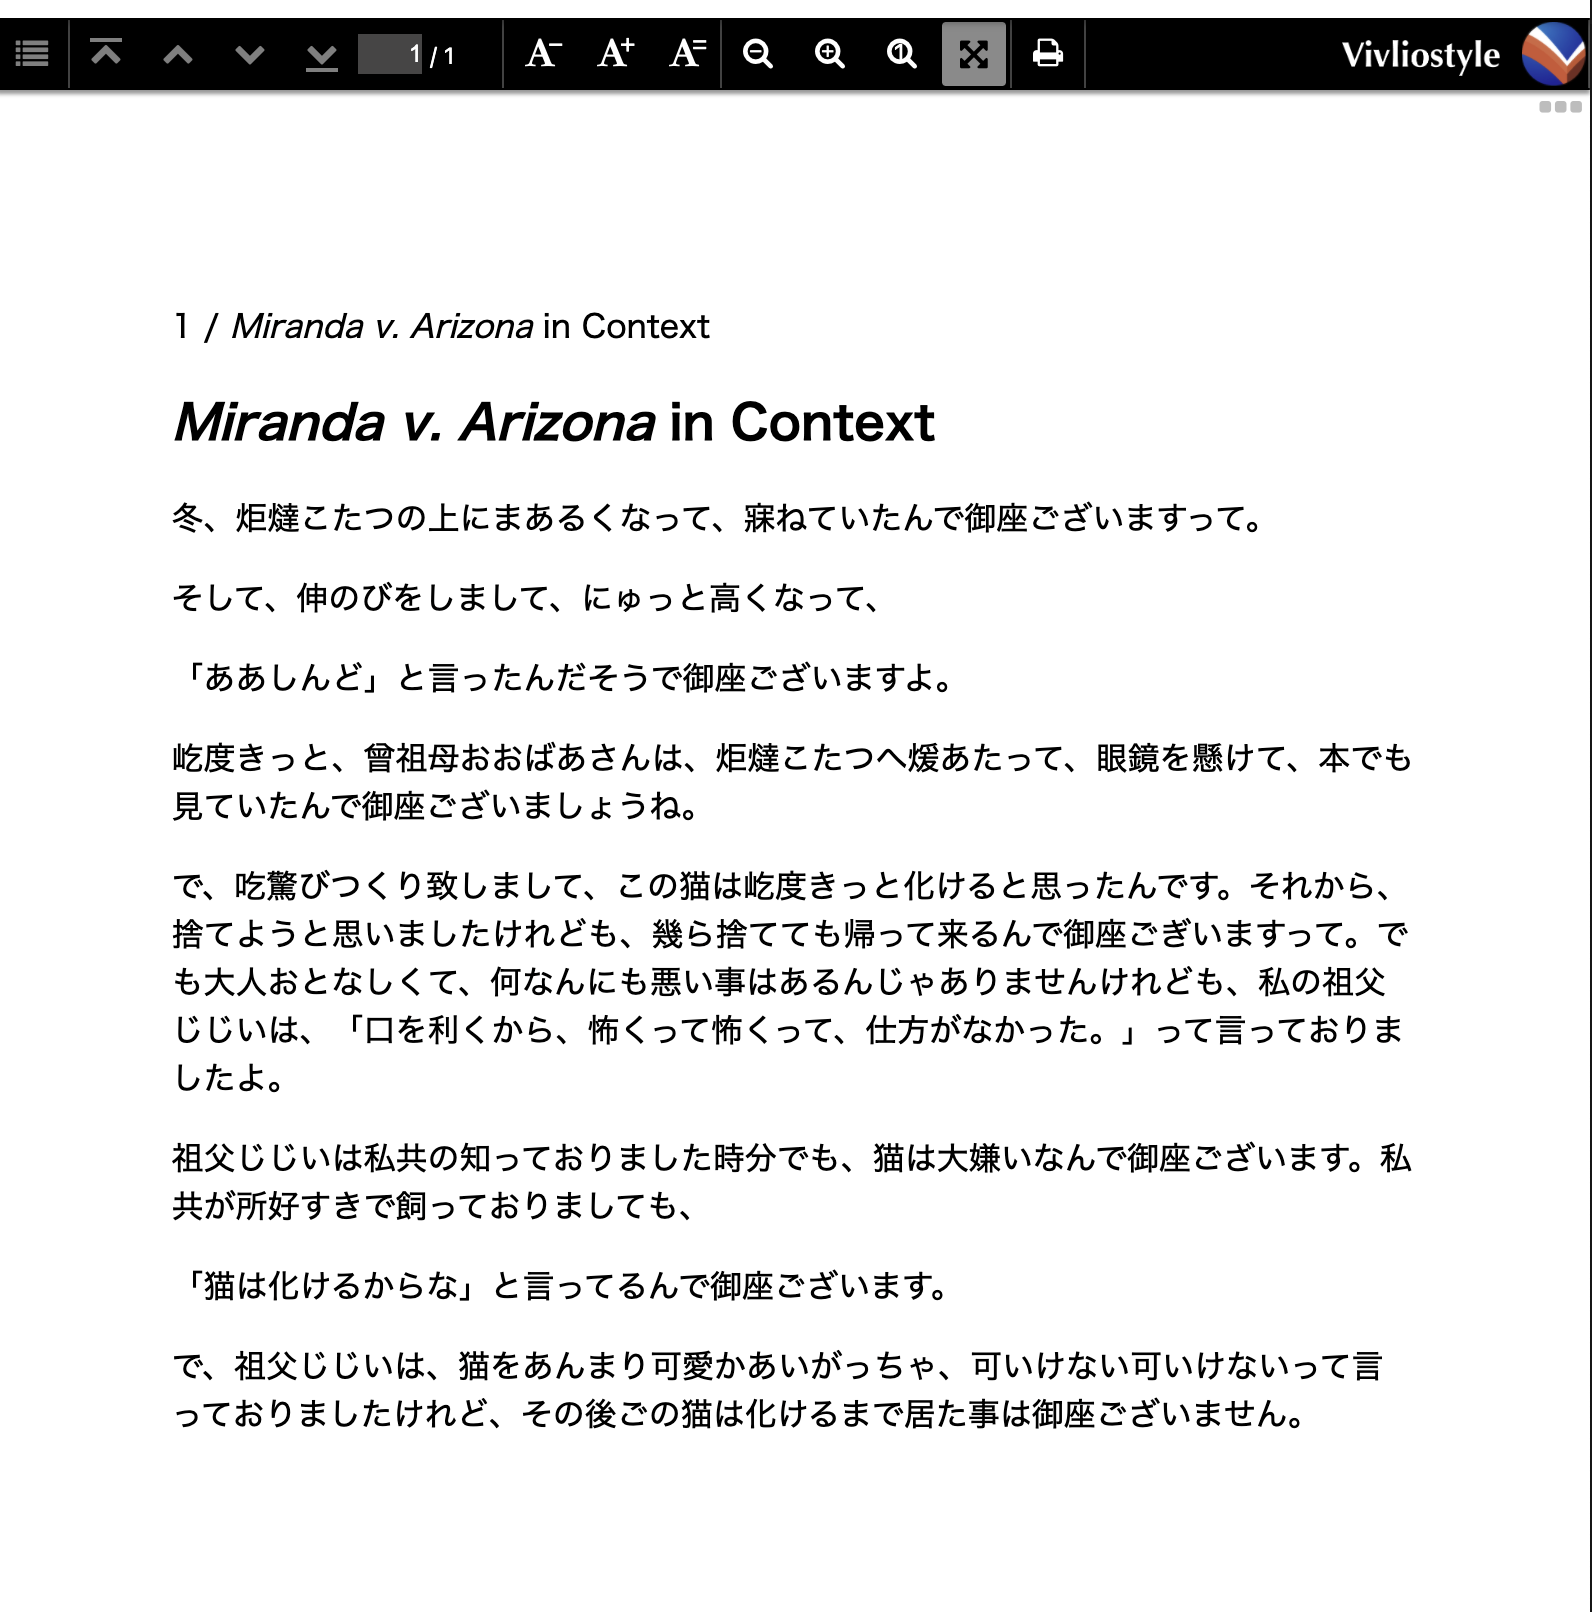 1 / 1
A− A+ A=
Vivliostyle
1 / Miranda v. Arizona in Context
Miranda v. Arizona in Context
冬、炬燵こたつの上にまあるくなって、寐ねていたんで御座ございますって。
そして、伸のびをしまして、にゅっと高くなって、
「ああしんど」と言ったんだそうで御座ございますよ。
屹度きっと、曾祖母おおばあさんは、炬燵こたつへ煖あたって、眼鏡を懸けて、本でも
見ていたんで御座ございましょうね。
で、吃驚びつくり致しまして、この猫は屹度きっと化けると思ったんです。それから、
捨てようと思いましたけれども、幾ら捨てても帰って来るんで御座ごぎいますって。で
も大人おとなしくて、何なんにも悪い事はあるんじゃありませんけれども、私の祖父
じじいは、「口を利くから、怖くって怖くって、仕方がなかった。」って言っておりま
したよ。
祖父じじいは私共の知っておりました時分でも、猫は大嫌いなんで御座ございます。私
共が所好すきで飼っておりましても、
「猫は化けるからな」と言ってるんで御座ございます。
で、祖父じじいは、猫をあんまり可愛かあいがっちゃ、可いけない可いけないって言
っておりましたけれど、その後ごの猫は化けるまで居た事は御座ございません。